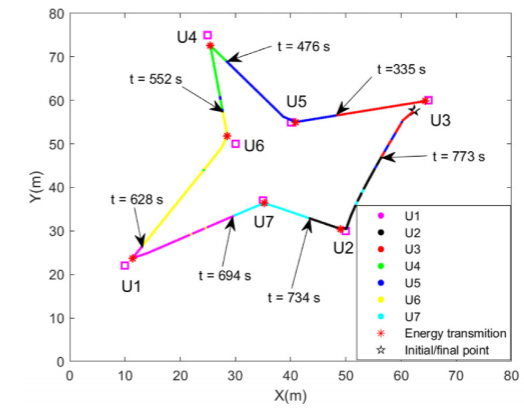 80
70
60
50
40
30
20
10
0
Y(m)
0 10 20 30 40 50 60 70 80
X(m)
U4
t = 476 s
t = 552 s
U5
t =335 s
U3
U6
t = 773 s
t = 628 s
U7
U2
U1
t = 694 s
t = 734 s
U1
U2
U3
U4
U5
U6
U7
Energy transmition
Initial/final point